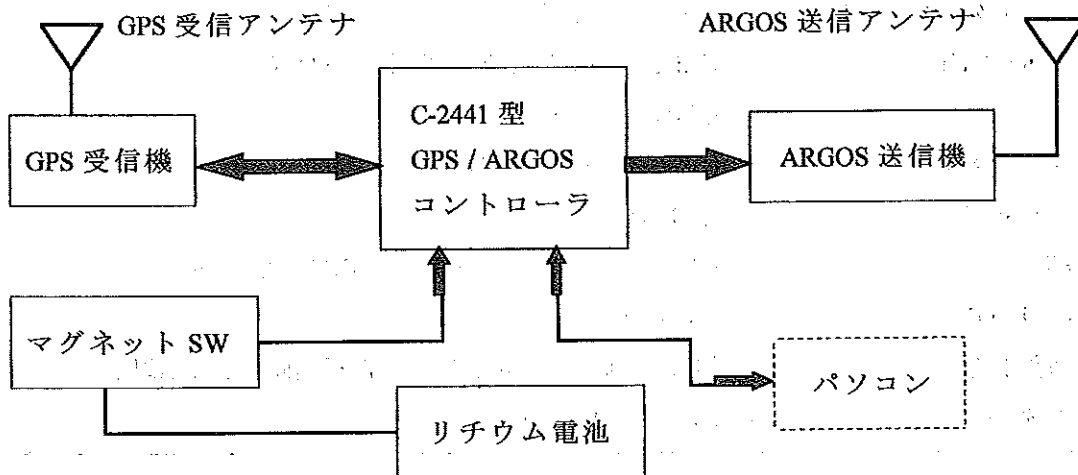 GPS 受信アンテナ
ARGOS 送信アンテナ
C-2441 型
GPS / ARGOS
コントローラ
GPS 受信機
ARGOS 送信機
マグネット SW
パソコン
リチウム電池